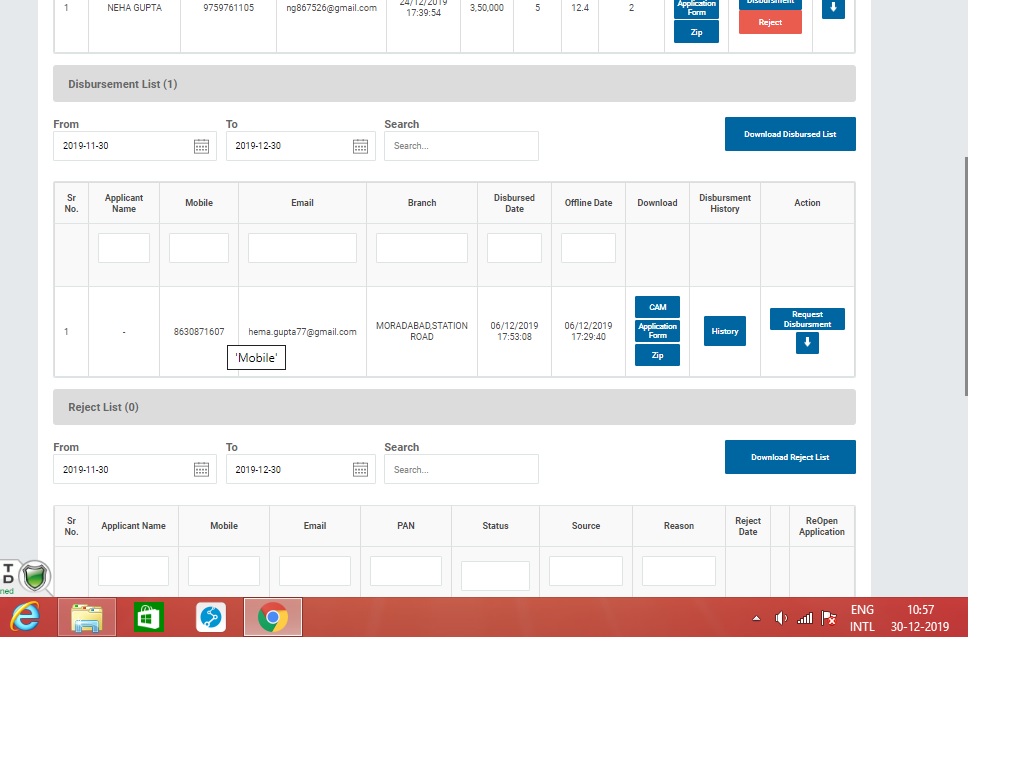 1 NEHA GUPTA 9759761105 ng867526@gmail.com 24/12/2019 17:39:54 3,50,000 5 12.4 2 Application Form Zip Disbursment Reject
Disbursement List (1)
From To Search
2019-11-30 2019-12-30 Search... Download Disbursed List
Sr No. Applicant Name Mobile Email Branch Disbursed Date Offline Date Download Disbursment History Action
1 - 8630871607 hema.gupta77@gmail.com MORADABAD,STATION ROAD 06/12/2019 17:53:08 06/12/2019 17:29:40 CAM Application Form Zip History Request Disbursment
'Mobile'
Reject List (0)
From To Search
2019-11-30 2019-12-30 Search... Download Reject List
Sr No. Applicant Name Mobile Email PAN Status Source Reason Reject Date ReOpen Application
T
D
ned
ENG 10:57
INTL 30-12-2019